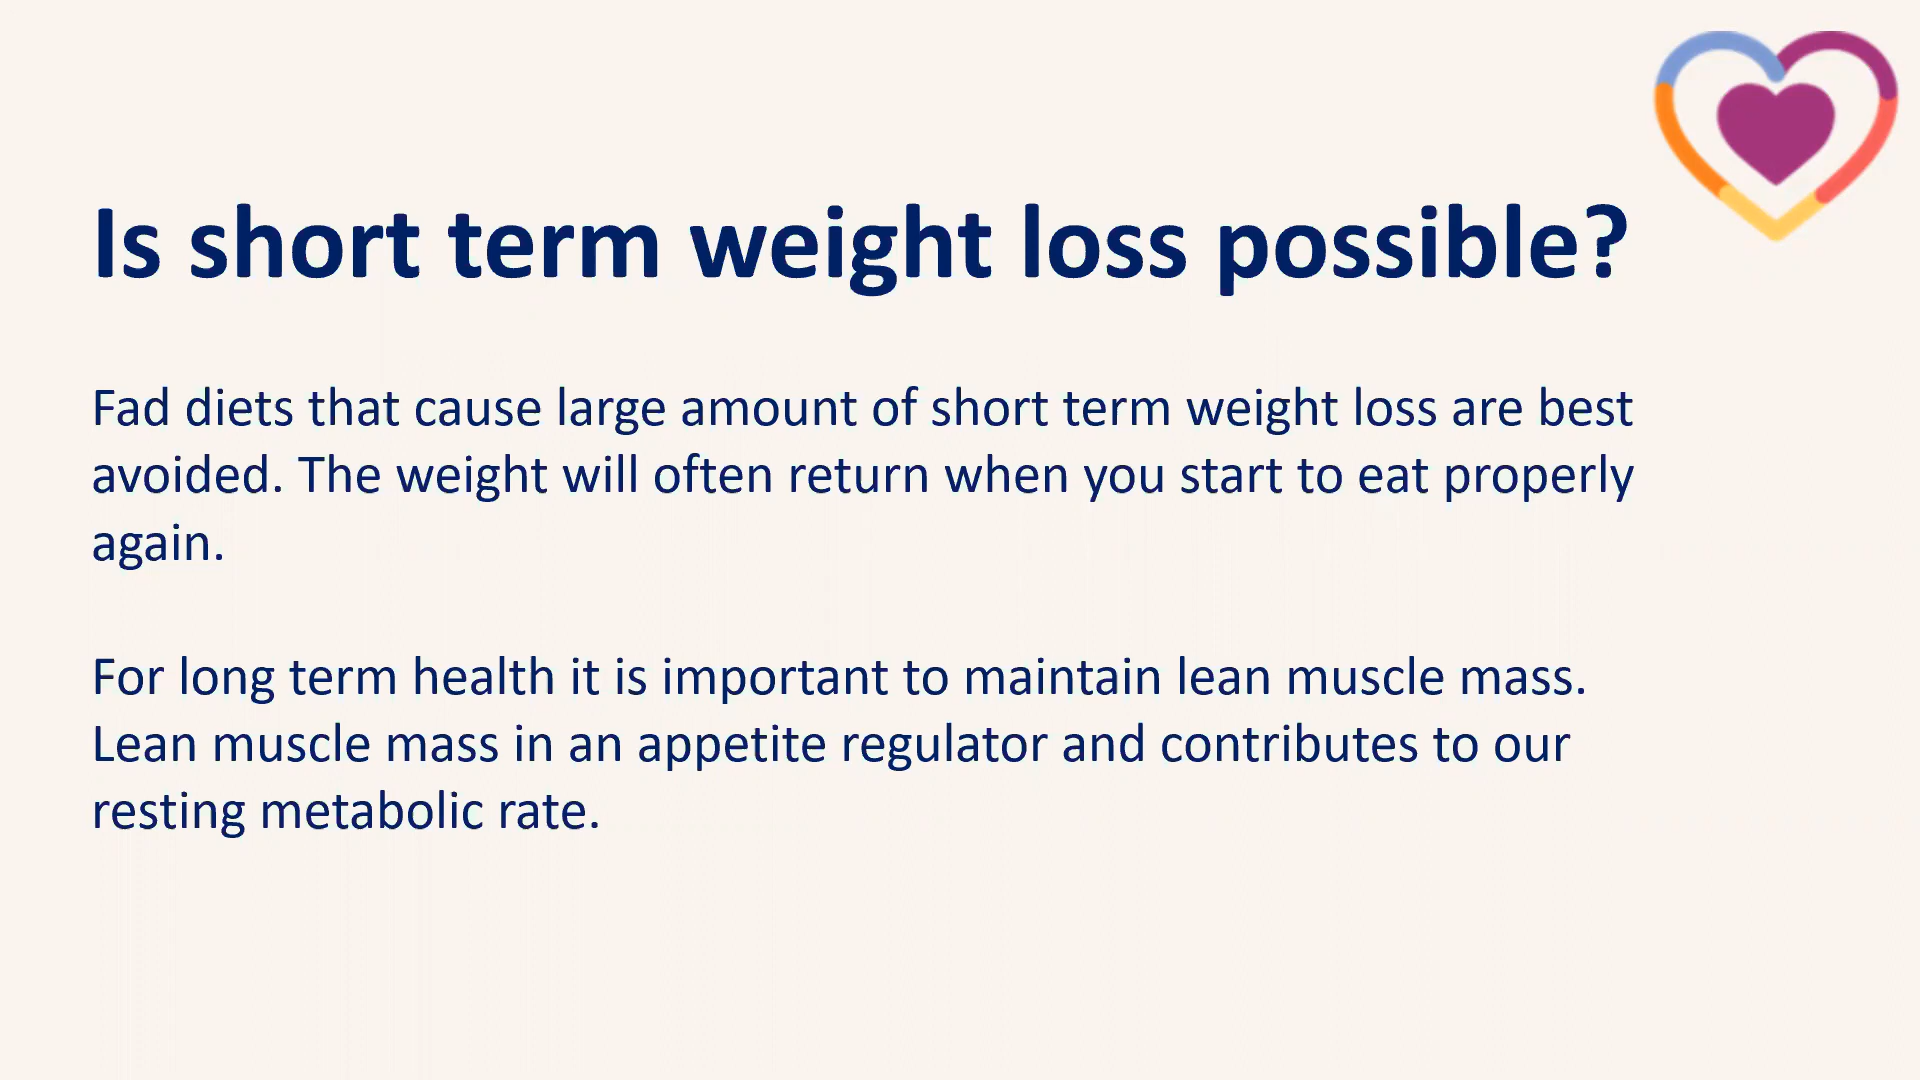 Is short term weight loss possible?
Fad diets that cause large amount of short term weight loss are best
avoided. The weight will often return when you start to eat properly
again.
For long term health it is important to maintain lean muscle mass.
Lean muscle mass in an appetite regulator and contributes to our
resting metabolic rate.